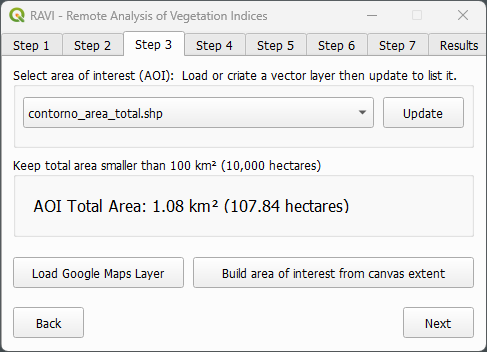 RAVI - Remote Analysis of Vegetation Indices
Step 1 Step 2 Step 3 Step 4 Step 5 Step 6 Step 7 Results
Select area of interest (AOI): Load or criate a vector layer then update to list it.
contorno_area_total.shp Update
Keep total area smaller than 100 km² (10,000 hectares)
AOI Total Area: 1.08 km² (107.84 hectares)
Load Google Maps Layer Build area of interest from canvas extent
Back Next